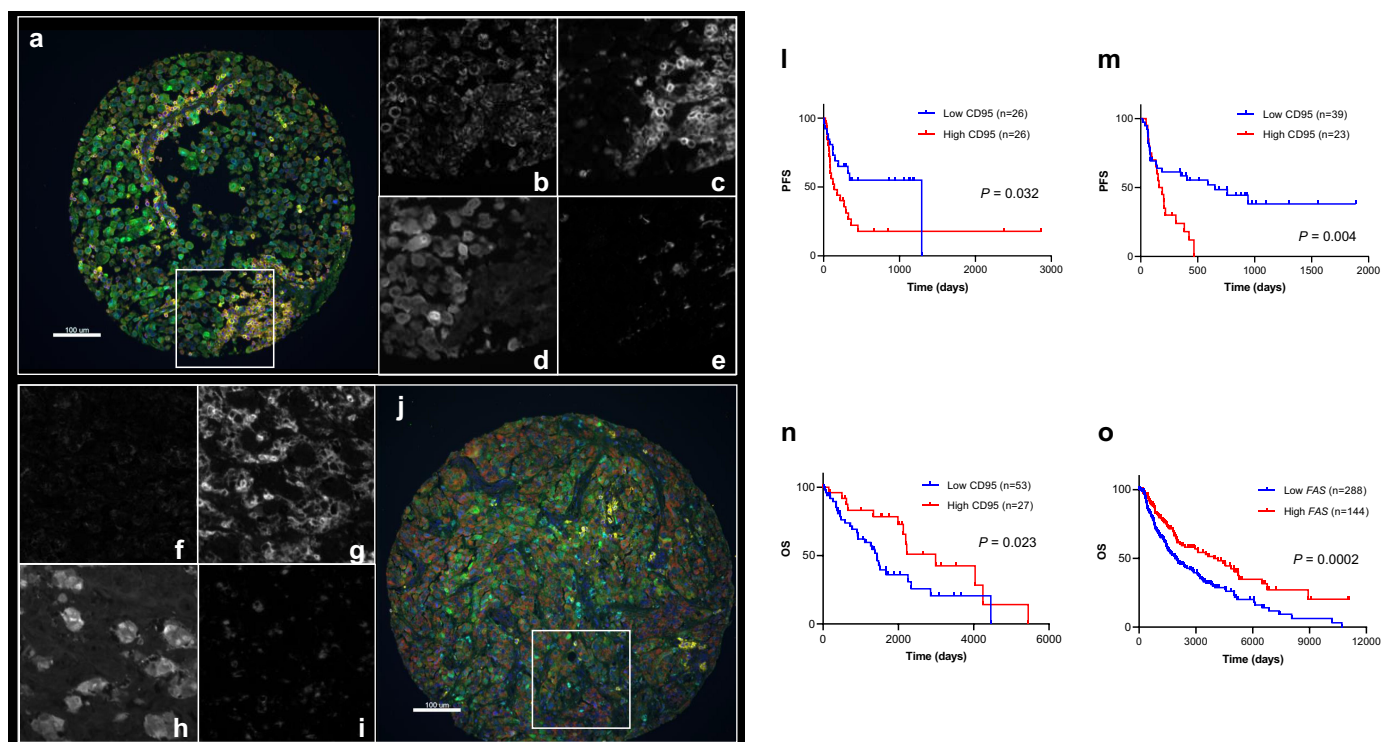 a
b
c
d
e
100 um
f
g
h
i
j
100 um
l
Low CD95 (n=26)
High CD95 (n=26)
P = 0.032
PFS
100
50
0
0 1000 2000 3000
Time (days)
m
Low CD95 (n=39)
High CD95 (n=23)
P = 0.004
PFS
100
50
0
0 500 1000 1500 2000
Time (days)
n
Low CD95 (n=53)
High CD95 (n=27)
P = 0.023
OS
100
50
0
0 2000 4000 6000
Time (days)
o
Low FAS (n=288)
High FAS (n=144)
P = 0.0002
OS
100
50
0
0 3000 6000 9000 12000
Time (days)